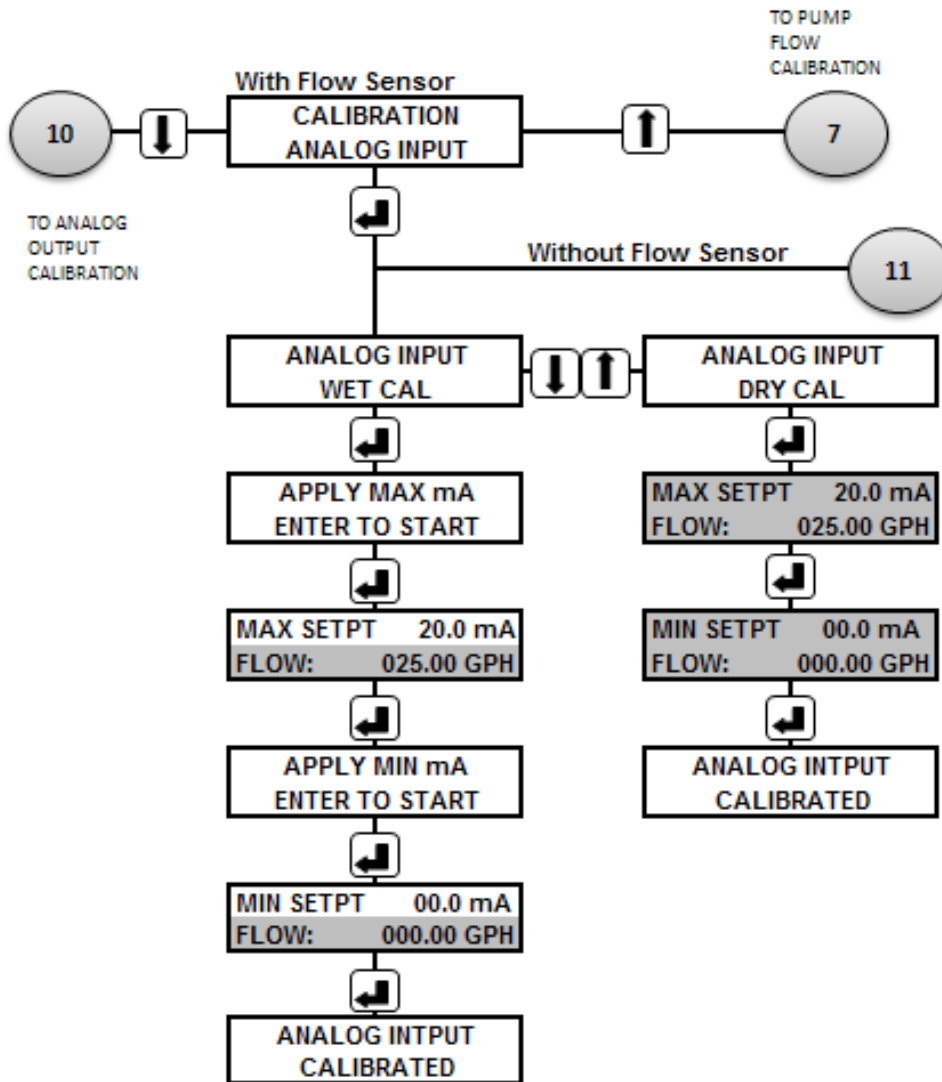 TO PUMP
FLOW
CALIBRATION
With Flow Sensor
10
CALIBRATION
ANALOG INPUT
7
TO ANALOG
OUTPUT
CALIBRATION
Without Flow Sensor
11
ANALOG INPUT
WET CAL
ANALOG INPUT
DRY CAL
APPLY MAX mA
ENTER TO START
MAX SETPT 20.0 mA
FLOW: 025.00 GPH
MAX SETPT 20.0 mA
FLOW: 025.00 GPH
MIN SETPT 00.0 mA
FLOW: 000.00 GPH
APPLY MIN mA
ENTER TO START
ANALOG INTPUT
CALIBRATED
MIN SETPT 00.0 mA
FLOW: 000.00 GPH
ANALOG INTPUT
CALIBRATED